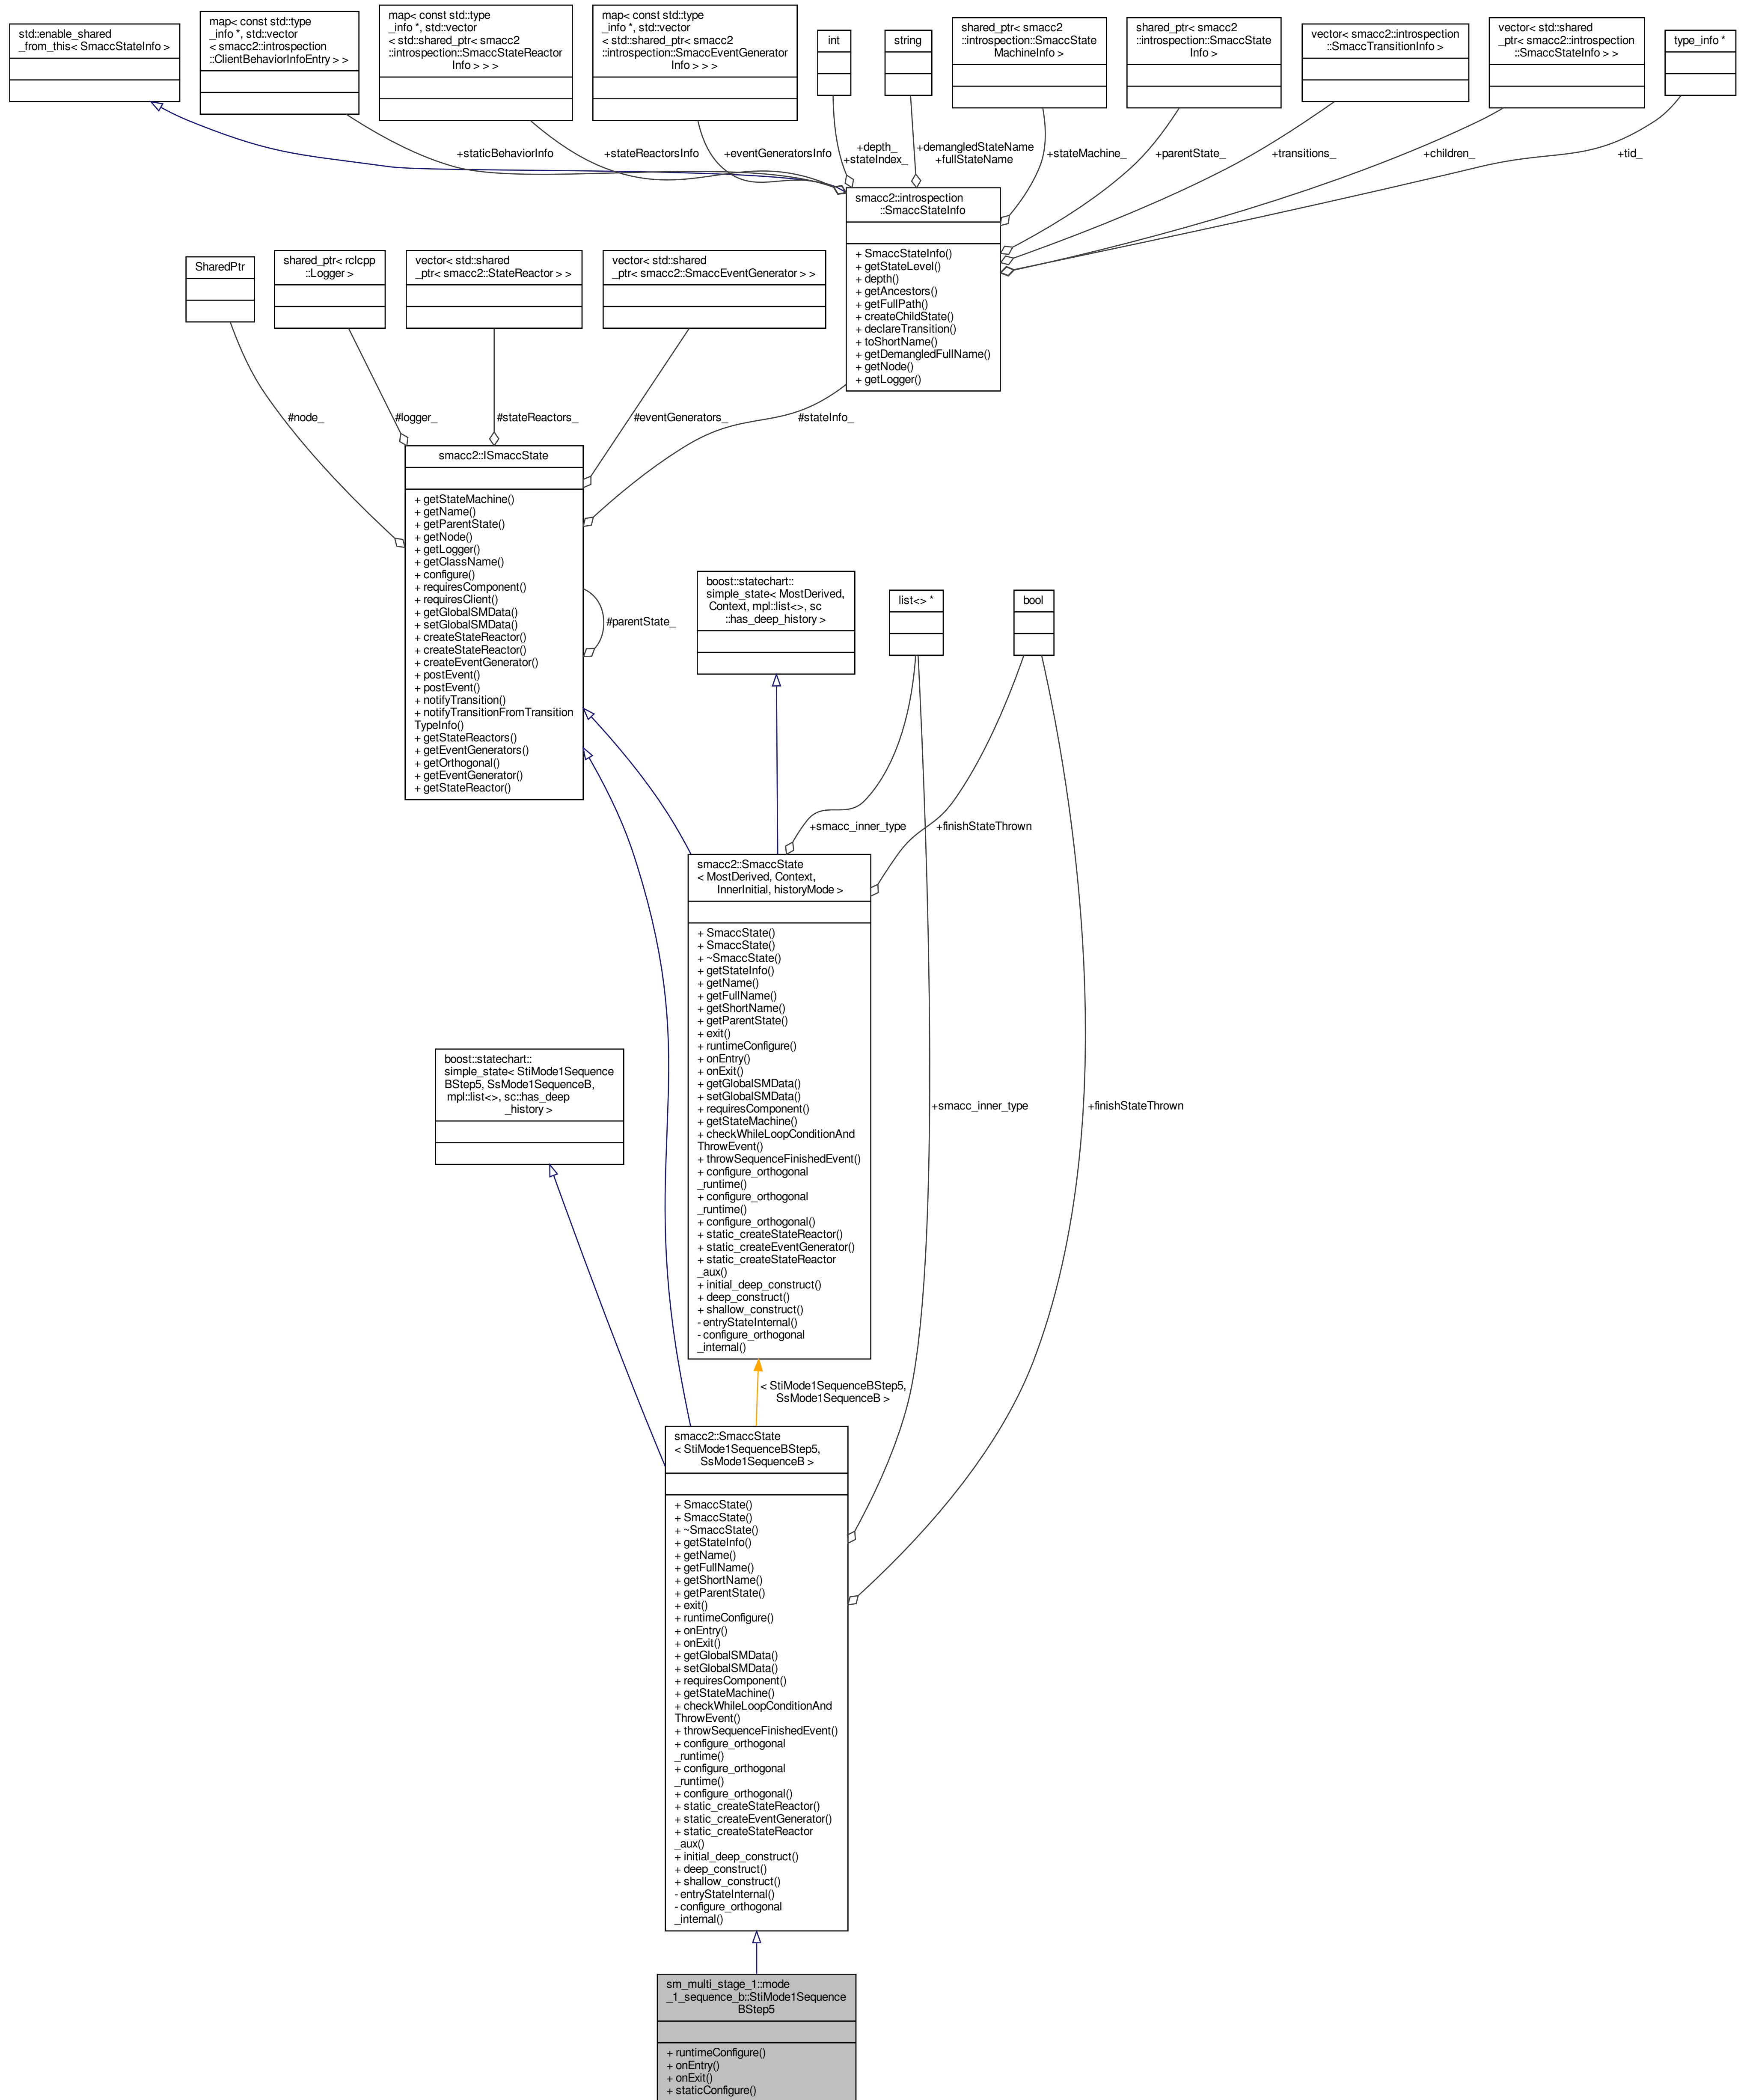 std::enable_shared
_from_this< SmaccStateInfo >
map< const std::type
_info *, std::vector
< smacc2::introspection
::ClientBehaviorInfoEntry > >
map< const std::type
_info *, std::vector
< std::shared_ptr< smacc2
::introspection::SmaccStateReactor
Info > > >
map< const std::type
_info *, std::vector
< std::shared_ptr< smacc2
::introspection::SmaccEventGenerator
Info > > >
int
string
shared_ptr< smacc2
::introspection::SmaccState
MachineInfo >
shared_ptr< smacc2
::introspection::SmaccState
Info >
vector< smacc2::introspection
::SmaccTransitionInfo >
vector< std::shared
_ptr< smacc2::introspection
::SmaccStateInfo > >
type_info *
+staticBehaviorInfo
+stateReactorsInfo
+eventGeneratorsInfo
+depth_
+stateIndex_
+demangledStateName
+fullStateName
+stateMachine_
+parentState_
+transitions_
+children_
+tid_
smacc2::introspection
::SmaccStateInfo
+ SmaccStateInfo()
+ getStateLevel()
+ depth()
+ getAncestors()
+ getFullPath()
+ createChildState()
+ declareTransition()
+ toShortName()
+ getDemangledFullName()
+ getNode()
+ getLogger()
SharedPtr
shared_ptr< rclcpp
::Logger >
vector< std::shared
_ptr< smacc2::StateReactor > >
vector< std::shared
_ptr< smacc2::SmaccEventGenerator > >
#node_
#logger_
#stateReactors_
#eventGenerators_
#stateInfo_
smacc2::ISmaccState
+ getStateMachine()
+ getName()
+ getParentState()
+ getNode()
+ getLogger()
+ getClassName()
+ configure()
+ requiresComponent()
+ requiresClient()
+ getGlobalSMData()
+ setGlobalSMData()
+ createStateReactor()
+ createStateReactor()
+ createEventGenerator()
+ postEvent()
+ postEvent()
+ notifyTransition()
+ notifyTransitionFromTransition
TypeInfo()
+ getStateReactors()
+ getEventGenerators()
+ getOrthogonal()
+ getEventGenerator()
+ getStateReactor()
#parentState_
boost::statechart::
simple_state< MostDerived,
Context, mpl::list<>, sc
::has_deep_history >
list<> *
bool
+smacc_inner_type
+finishStateThrown
smacc2::SmaccState
< MostDerived, Context,
InnerInitial, historyMode >
+ SmaccState()
+ SmaccState()
+ ~SmaccState()
+ getStateInfo()
+ getName()
+ getFullName()
+ getShortName()
+ getParentState()
+ exit()
+ runtimeConfigure()
+ onEntry()
+ onExit()
+ getGlobalSMData()
+ setGlobalSMData()
+ requiresComponent()
+ getStateMachine()
+ checkWhileLoopConditionAnd
ThrowEvent()
+ throwSequenceFinishedEvent()
+ configure_orthogonal
_runtime()
+ configure_orthogonal
_runtime()
+ configure_orthogonal()
+ static_createStateReactor()
+ static_createEventGenerator()
+ static_createStateReactor
_aux()
+ initial_deep_construct()
+ deep_construct()
+ shallow_construct()
- entryStateInternal()
- configure_orthogonal
_internal()
boost::statechart::
simple_state< StiMode1Sequence
BStep5, SsMode1SequenceB,
mpl::list<>, sc::has_deep
_history >
+smacc_inner_type
+finishStateThrown
< StiMode1SequenceBStep5,
SsMode1SequenceB >
smacc2::SmaccState
< StiMode1SequenceBStep5,
SsMode1SequenceB >
+ SmaccState()
+ SmaccState()
+ ~SmaccState()
+ getStateInfo()
+ getName()
+ getFullName()
+ getShortName()
+ getParentState()
+ exit()
+ runtimeConfigure()
+ onEntry()
+ onExit()
+ getGlobalSMData()
+ setGlobalSMData()
+ requiresComponent()
+ getStateMachine()
+ checkWhileLoopConditionAnd
ThrowEvent()
+ throwSequenceFinishedEvent()
+ configure_orthogonal
_runtime()
+ configure_orthogonal
_runtime()
+ configure_orthogonal()
+ static_createStateReactor()
+ static_createEventGenerator()
+ static_createStateReactor
_aux()
+ initial_deep_construct()
+ deep_construct()
+ shallow_construct()
- entryStateInternal()
- configure_orthogonal
_internal()
sm_multi_stage_1::mode
_1_sequence_b::StiMode1Sequence
BStep5
+ runtimeConfigure()
+ onEntry()
+ onExit()
+ staticConfigure()